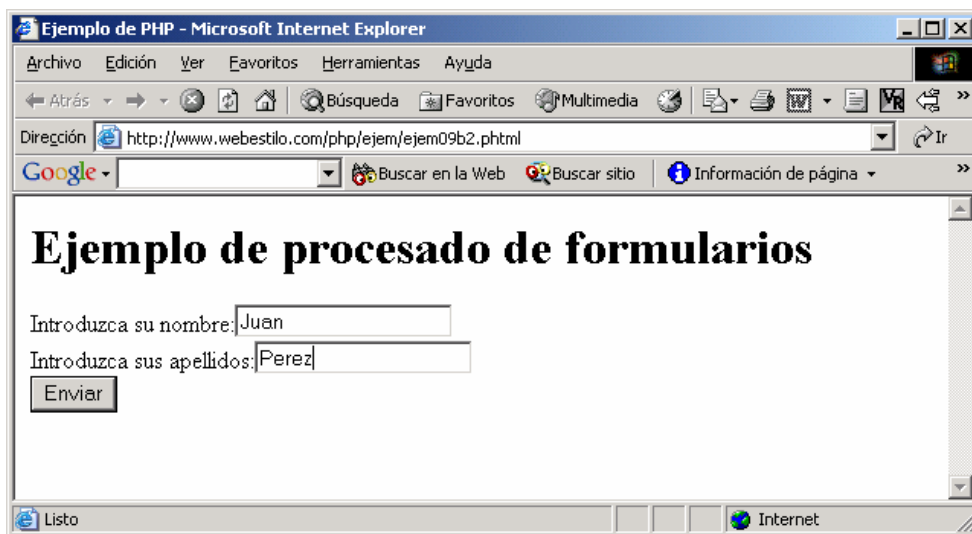 Ejemplo de PHP - Microsoft Internet Explorer
Archivo Edición Ver Favoritos Herramientas Ayuda
Atrás Búsqueda Favoritos Multimedia »
Dirección http://www.webestilo.com/php/ejem/ejem09b2.phtml Ir
Google Buscar en la Web Buscar sitio Información de página »
Ejemplo de procesado de formularios
Introduzca su nombre: Juan
Introduzca sus apellidos: Perez
Enviar
Listo Internet